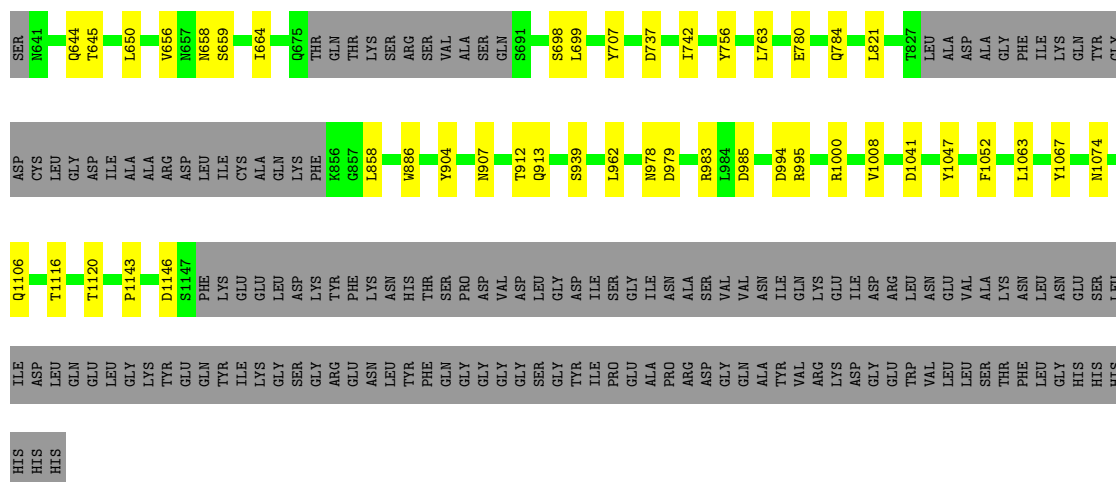 SER N641 Q644 T645 L650 V656 N657 N658 S659 I664 Q675 THR GLN THR LYS SER ARG SER VAL ALA SER GLN S691 S698 L699 Y707 D737 I742 Y756 L763 E780 Q784 L821 T827 LEU ALA ASP ALA GLY PHE ILE LYS GLN TYR GLY
ASP CYS LEU GLY ASP ILE ALA ALA ARG ASP LEU ILE CYS ALA GLN LYS PHE K856 G857 L858 W886 Y904 N907 T912 Q913 S939 L962 N978 D979 R983 L984 D985 D994 R995 R1000 V1008 D1041 Y1047 F1052 L1063 Y1067 N1074
Q1106 T1116 T1120 P1143 D1146 S1147 PHE LYS GLU GLU LEU ASP LYS TYR PHE LYS ASN HIS THR SER PRO ASP VAL ASP LEU GLY ASP ILE SER GLY ILE ASN ALA SER VAL VAL ASN ILE GLN LYS GLU ILE ASP ARG LEU ASN GLU VAL ALA LYS ASN LEU ASN GLU SER LEU
ILE ASP LEU GLN GLU LEU GLY LYS TYR GLU GLN TYR ILE LYS GLY SER GLY ARG GLU ASN LEU TYR PHE GLN GLY GLY GLY GLY SER GLY TYR ILE PRO GLU ALA PRO ARG ASP GLY GLN ALA TYR VAL ARG LYS ASP GLY GLU TRP VAL LEU LEU SER THR PHE LEU GLY HIS HIS HIS
HIS HIS HIS